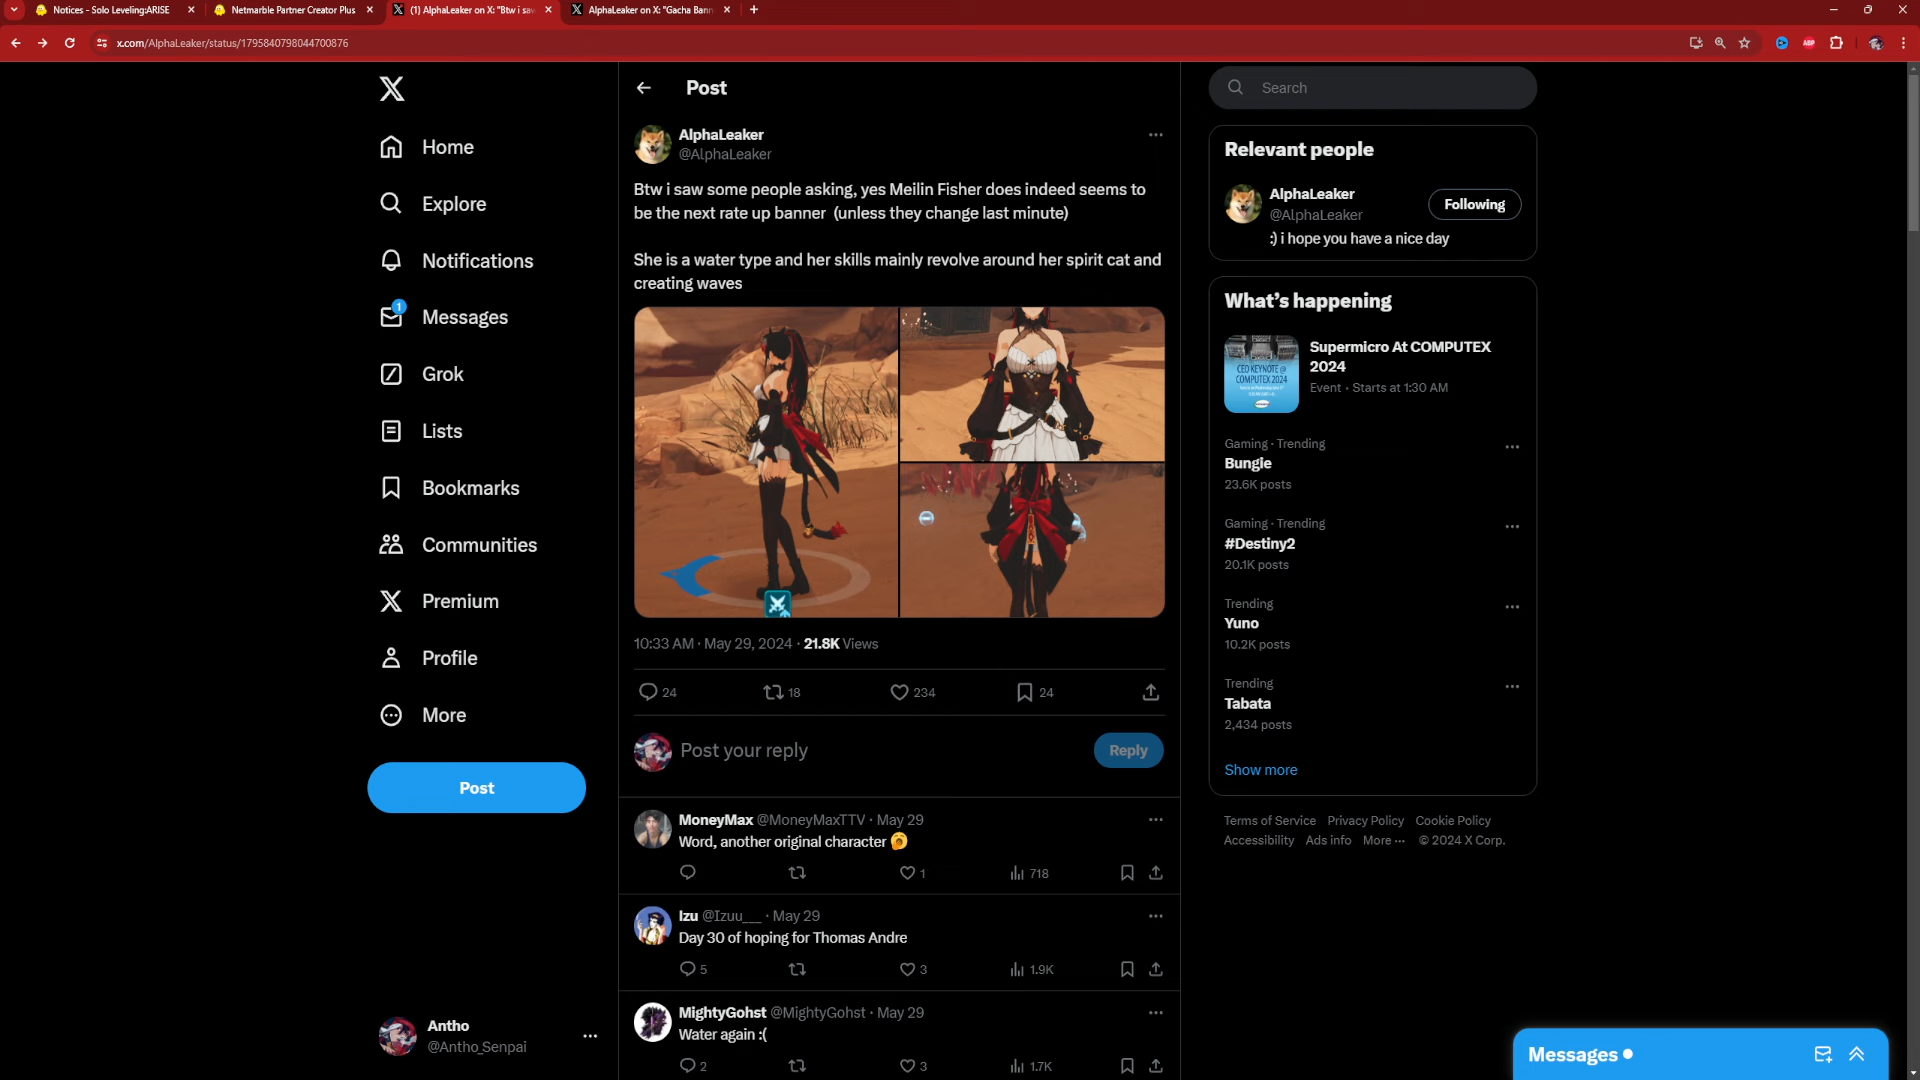 Notices - Solo Leveling:ARISE
Netmarble Partner Creator Plus
(1) AlphaLeaker on X: "Btw i saw
AlphaLeaker on X: "Gacha Bann
x.com/AlphaLeaker/status/1795840798044700876
ABP
Home
Explore
Notifications
1
Messages
Grok
Lists
Bookmarks
Communities
Premium
Profile
More
Post
Antho
@Antho_Senpai
Post
AlphaLeaker
@AlphaLeaker
Btw i saw some people asking, yes Meilin Fisher does indeed seems to
be the next rate up banner (unless they change last minute)
She is a water type and her skills mainly revolve around her spirit cat and
creating waves
10:33 AM · May 29, 2024 · 21.8K Views
24 18 234 24
Post your reply
Reply
MoneyMax @MoneyMaxTTV · May 29
Word, another original character 🥱
1 718
Izu @Izuu___ · May 29
Day 30 of hoping for Thomas Andre
5 3 1.9K
MightyGohst @MightyGohst · May 29
Water again :(
2 3 1.7K
Search
Relevant people
AlphaLeaker
@AlphaLeaker
Following
:) i hope you have a nice day
What's happening
CEO KEYNOTE @
COMPUTEX 2024
Supermicro At COMPUTEX
2024
Event · Starts at 1:30 AM
Gaming · Trending
Bungie
23.6K posts
Gaming · Trending
#Destiny2
20.1K posts
Trending
Yuno
10.2K posts
Trending
Tabata
2,434 posts
Show more
Terms of Service Privacy Policy Cookie Policy
Accessibility Ads info More ··· © 2024 X Corp.
Messages